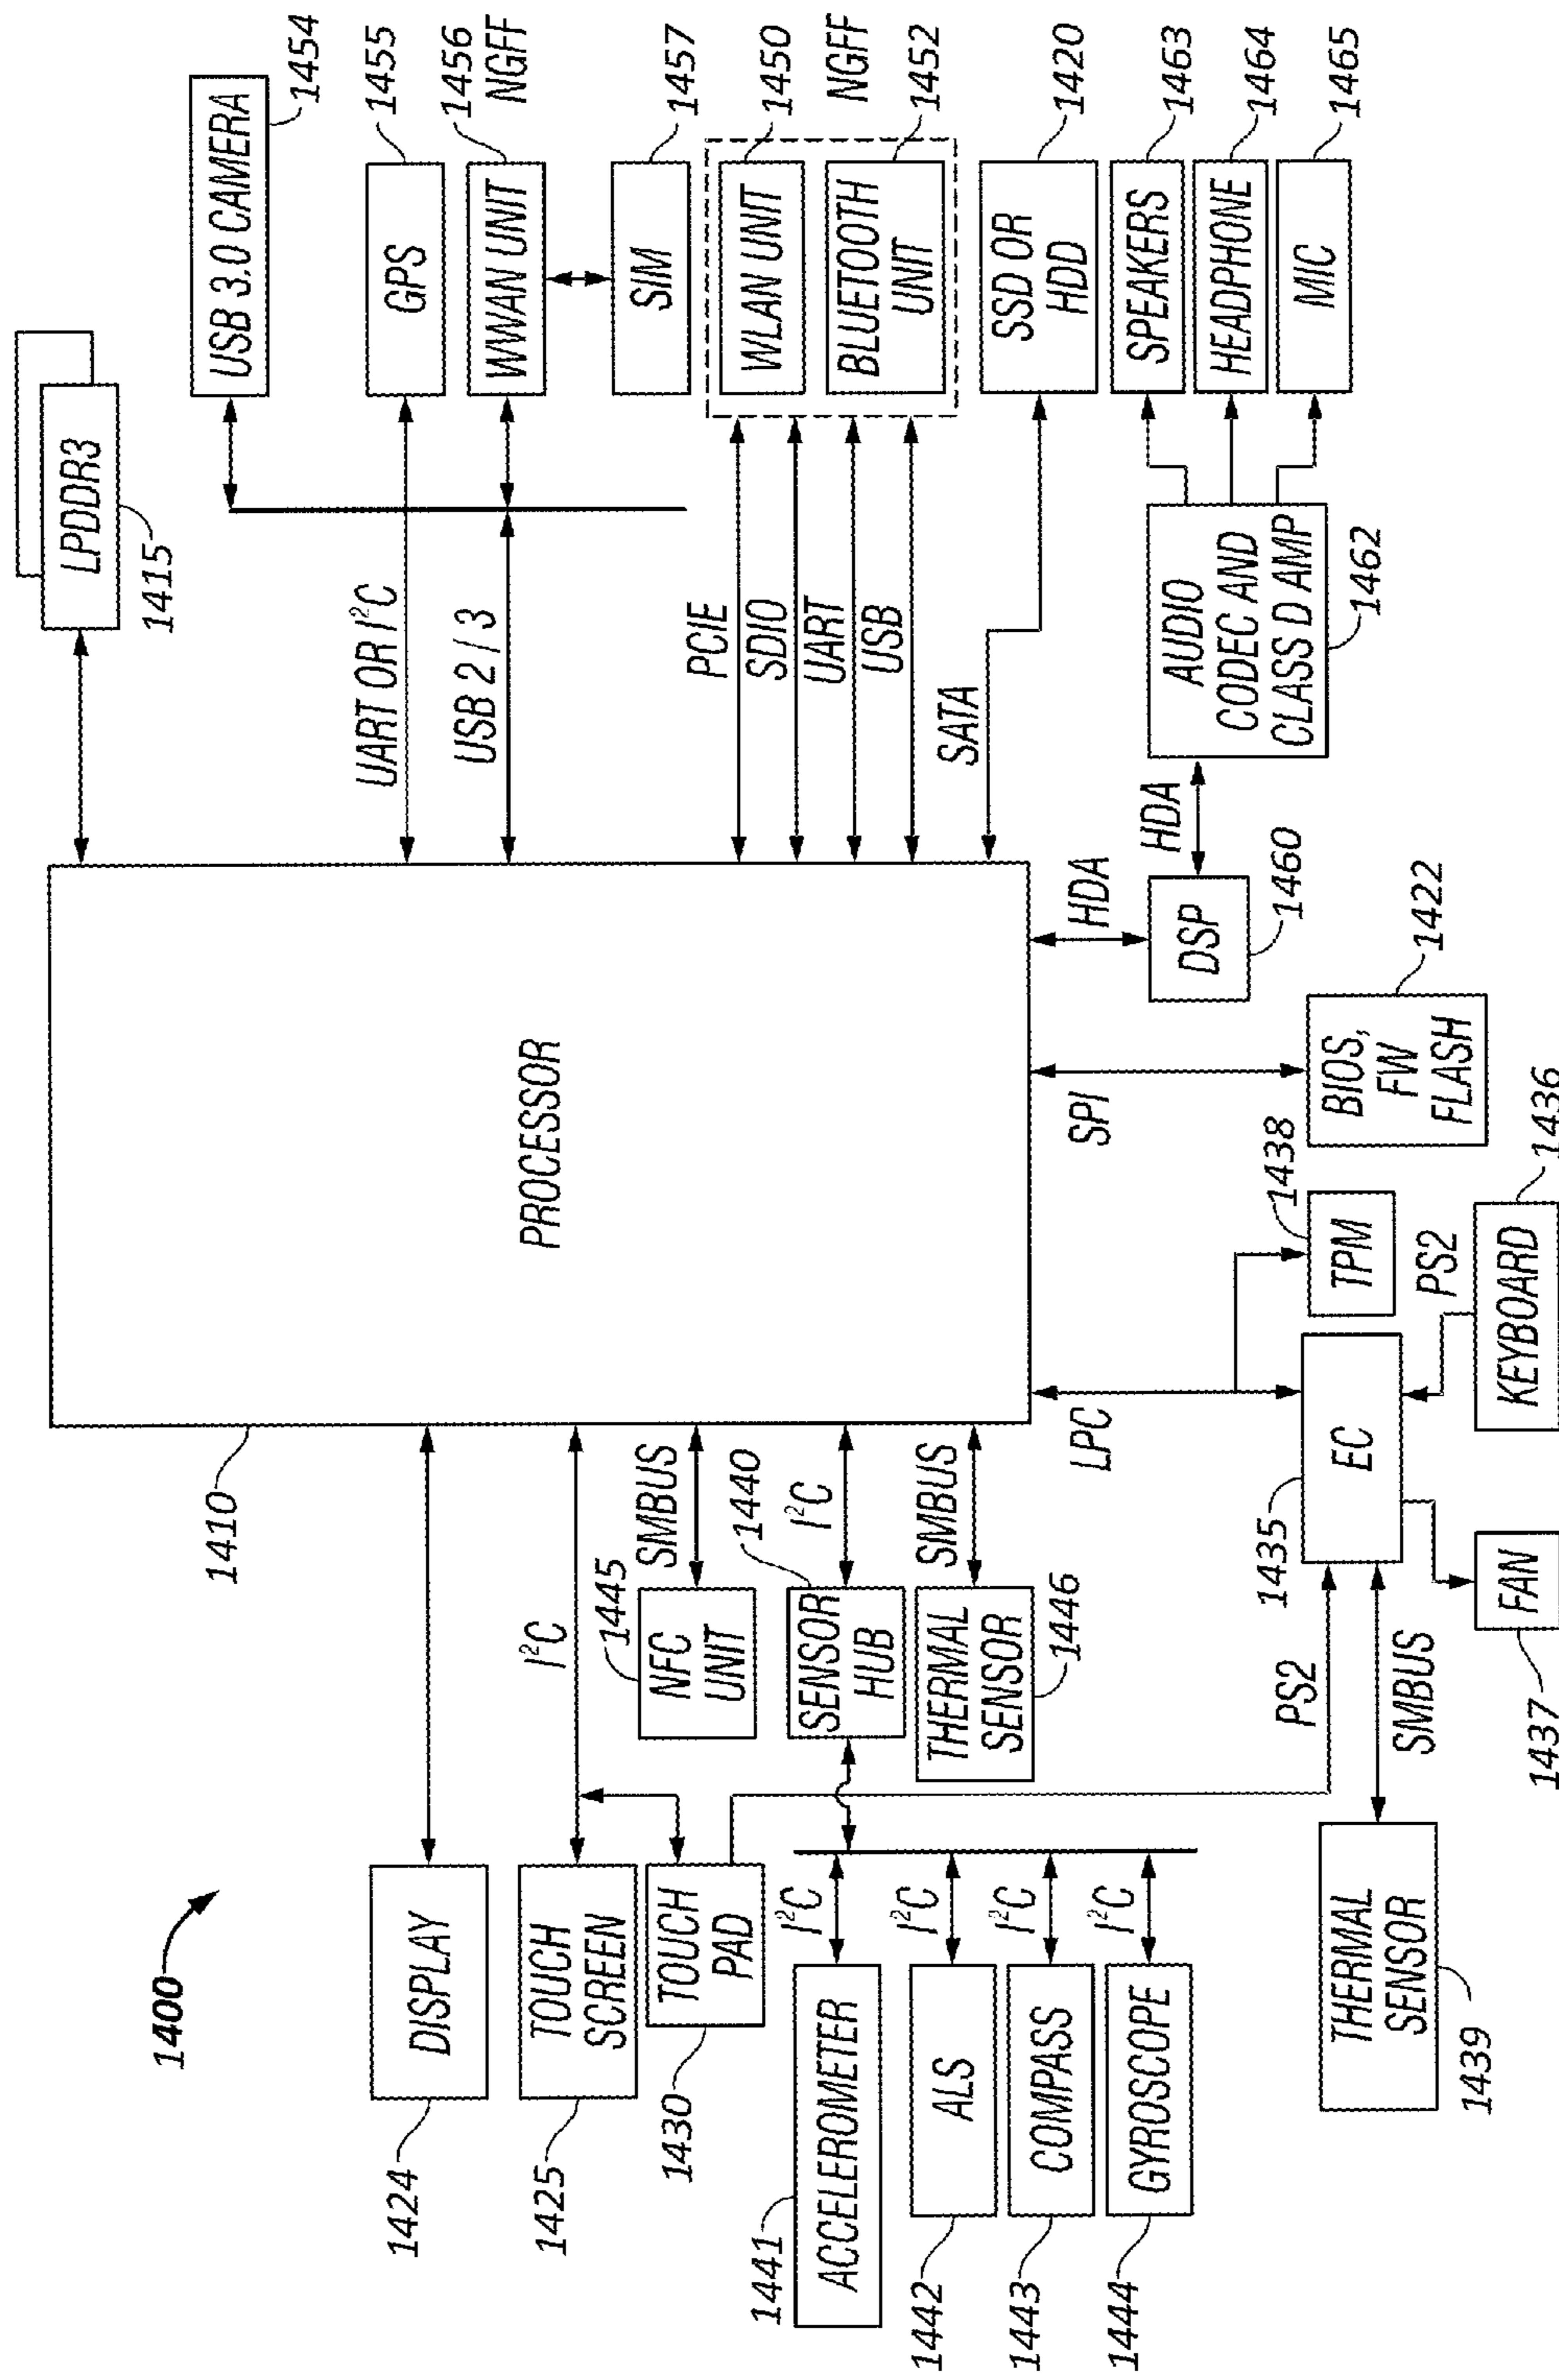 1400
LPDDR3
1415
USB 3.0 CAMERA
1454
GPS
1455
WWAN UNIT
1456
NGFF
SIM
1457
WLAN UNIT
1450
NGFF
BLUETOOTH
UNIT
1452
SSD OR
HDD
1420
SPEAKERS
1463
HEADPHONE
1464
MIC
1465
UART OR I²C
USB 2 / 3
PCIE
SDIO
UART
USB
SATA
AUDIO
CODEC AND
CLASS D AMP
1462
HDA
HDA
DSP
1460
PROCESSOR
1410
SPI
BIOS,
FW
FLASH
1422
LPC
TPM
1438
EC
1435
PS2
KEYBOARD
1436
FAN
1437
PS2
SMBUS
THERMAL
SENSOR
1439
DISPLAY
1424
I²C
TOUCH
SCREEN
1425
TOUCH
PAD
1430
SMBUS
NFC
UNIT
1445
I²C
SENSOR
HUB
1440
SMBUS
THERMAL
SENSOR
1446
I²C
ACCELEROMETER
1441
I²C
ALS
1442
I²C
COMPASS
1443
I²C
GYROSCOPE
1444